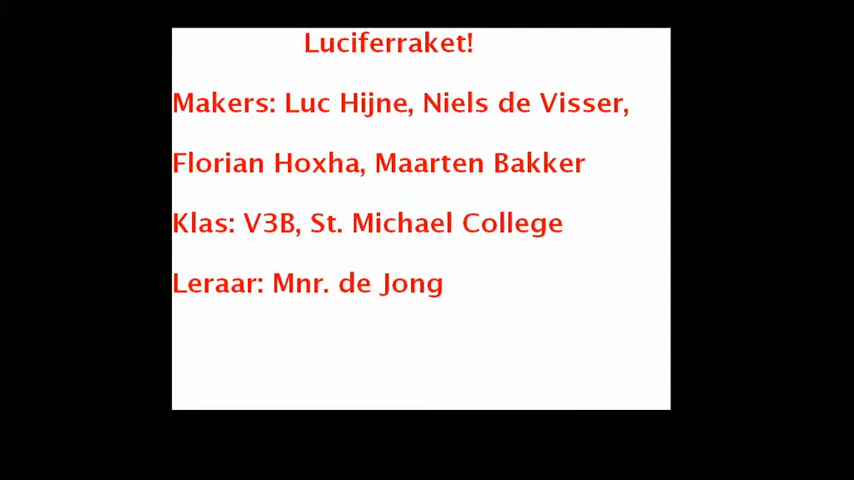 Luciferraket!
Makers: Luc Hijne, Niels de Visser,
Florian Hoxha, Maarten Bakker
Klas: V3B, St. Michael College
Leraar: Mnr. de Jong